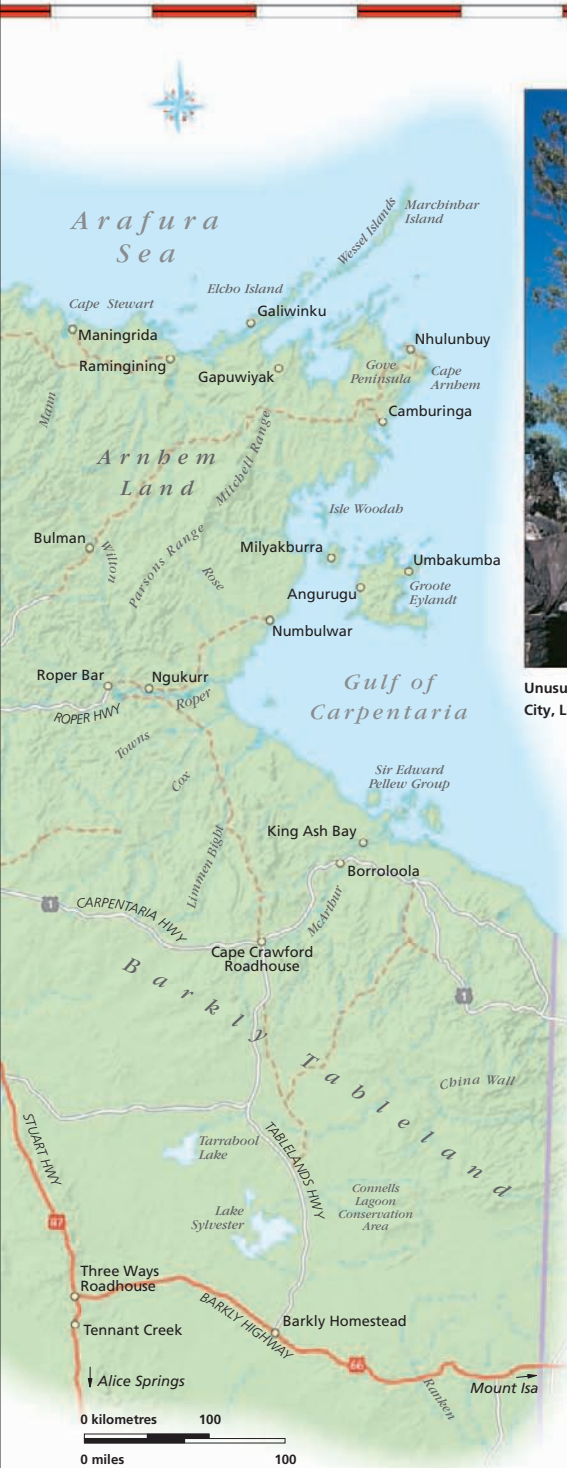 Arafura
Sea
Marchinbar
Island
Wessel Islands
Elcho Island
Cape Stewart
Galiwinku
Maningrida
Nhulunbuy
Ramingining
Gapuwiyak
Gove
Peninsula
Cape
Arnhem
Mann
Camburinga
Mitchell Range
Arnhem
Land
Isle Woodah
Bulman
Wilton
Parsons Range
Rose
Milyakburra
Umbakumba
Angurugu
Groote
Eylandt
Numbulwar
Roper Bar
Ngukurr
Roper
ROPER HWY
Gulf of
Carpentaria
Unusu
City, L
Towns
Cox
Sir Edward
Pellew Group
King Ash Bay
Limmen Bight
Borroloola
McArthur
1
CARPENTARIA HWY
Cape Crawford
Roadhouse
Barkly Tableland
1
China Wall
STUART HWY
TABLELANDS HWY
Tarrabool
Lake
Connells
Lagoon
Conservation
Area
Lake
Sylvester
87
Three Ways
Roadhouse
BARKLY HIGHWAY
Barkly Homestead
Tennant Creek
66
Alice Springs
Mount Isa
Ranken
0 kilometres 100
0 miles 100